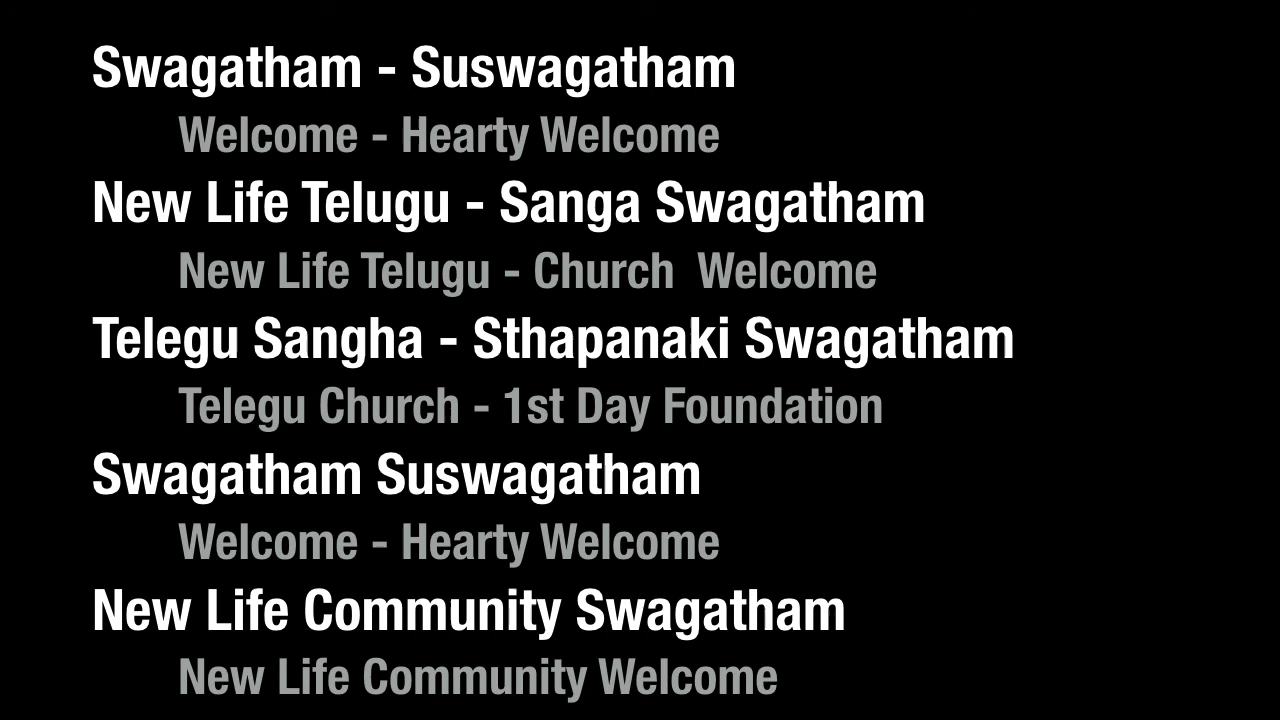 Swagatham - Suswagatham
Welcome - Hearty Welcome
New Life Telugu - Sanga Swagatham
New Life Telugu - Church  Welcome
Telegu Sangha - Sthapanaki Swagatham
Telegu Church - 1st Day Foundation
Swagatham Suswagatham
Welcome - Hearty Welcome
New Life Community Swagatham
New Life Community Welcome